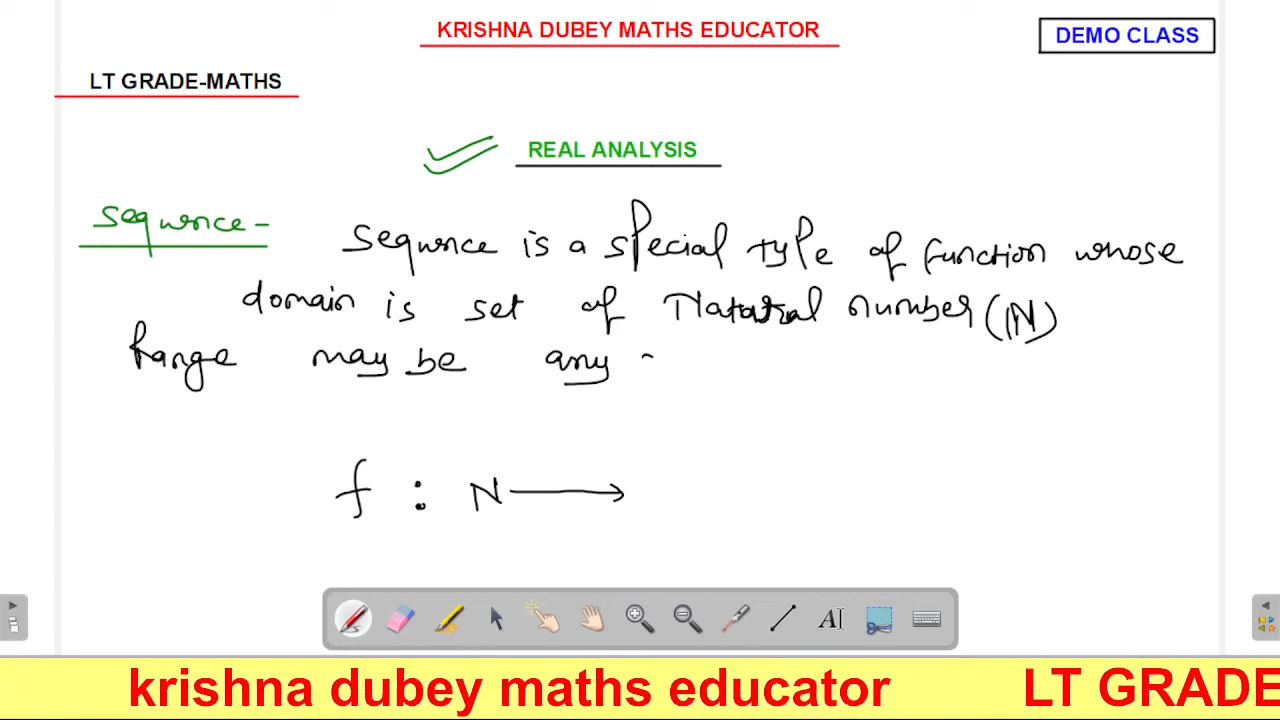 KRISHNA DUBEY MATHS EDUCATOR
DEMO CLASS
LT GRADE-MATHS
REAL ANALYSIS
Sequence -
Sequence is a special type of function whose
domain is set of Natural number (N)
Range may be any
f : N →
AI
krishna dubey maths educator LT GRADE